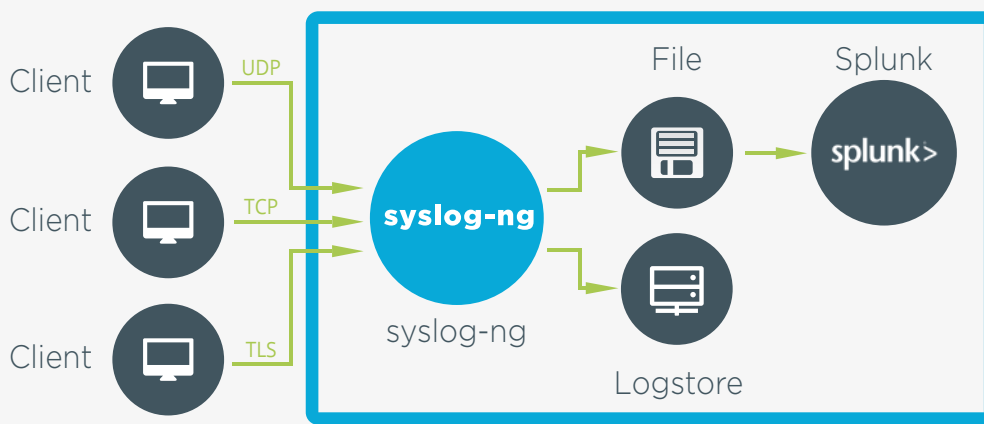 Client
UDP
Client
TCP
Client
TLS
syslog-ng
syslog-ng
File
Splunk
splunk>
Logstore